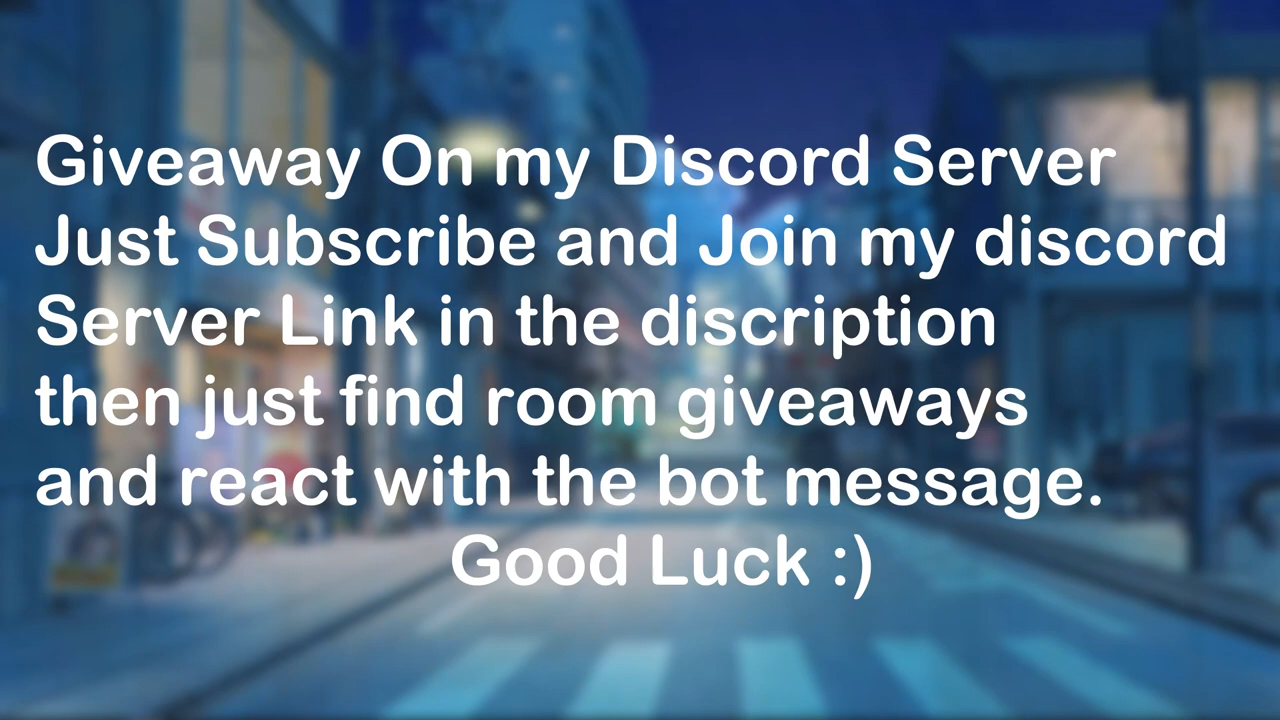 Giveaway On my Discord Server
Just Subscribe and Join my discord
Server Link in the discription
then just find room giveaways
and react with the bot message.
Good Luck :)